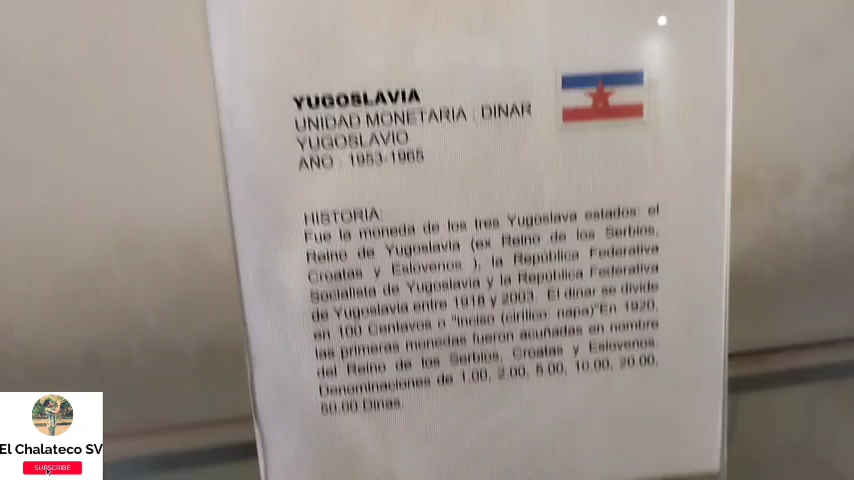 YUGOSLAVIA
UNIDAD MONETARIA : DINAR
YUGOSLAVIO
AÑO : 1953-1965
HISTORIA:
Fue la moneda de los tres Yugoslava estados: el
Reino de Yugoslavia (ex Reino de los Serbios,
Croatas y Eslovenos ), la República Federativa
Socialista de Yugoslavia y la República Federativa
de Yugoslavia entre 1918 y 2003. El dinar se divide
en 100 Centavos o "inciso (cirílico: napa)"En 1920,
las primeras monedas fueron acuñadas en nombre
del Reino de los Serbios, Croatas y Eslovenos.
Denominaciones de 1.00, 2.00, 5.00, 10.00, 20.00,
50.00 Dinas.
El Chalateco SV
SUBSCRIBE